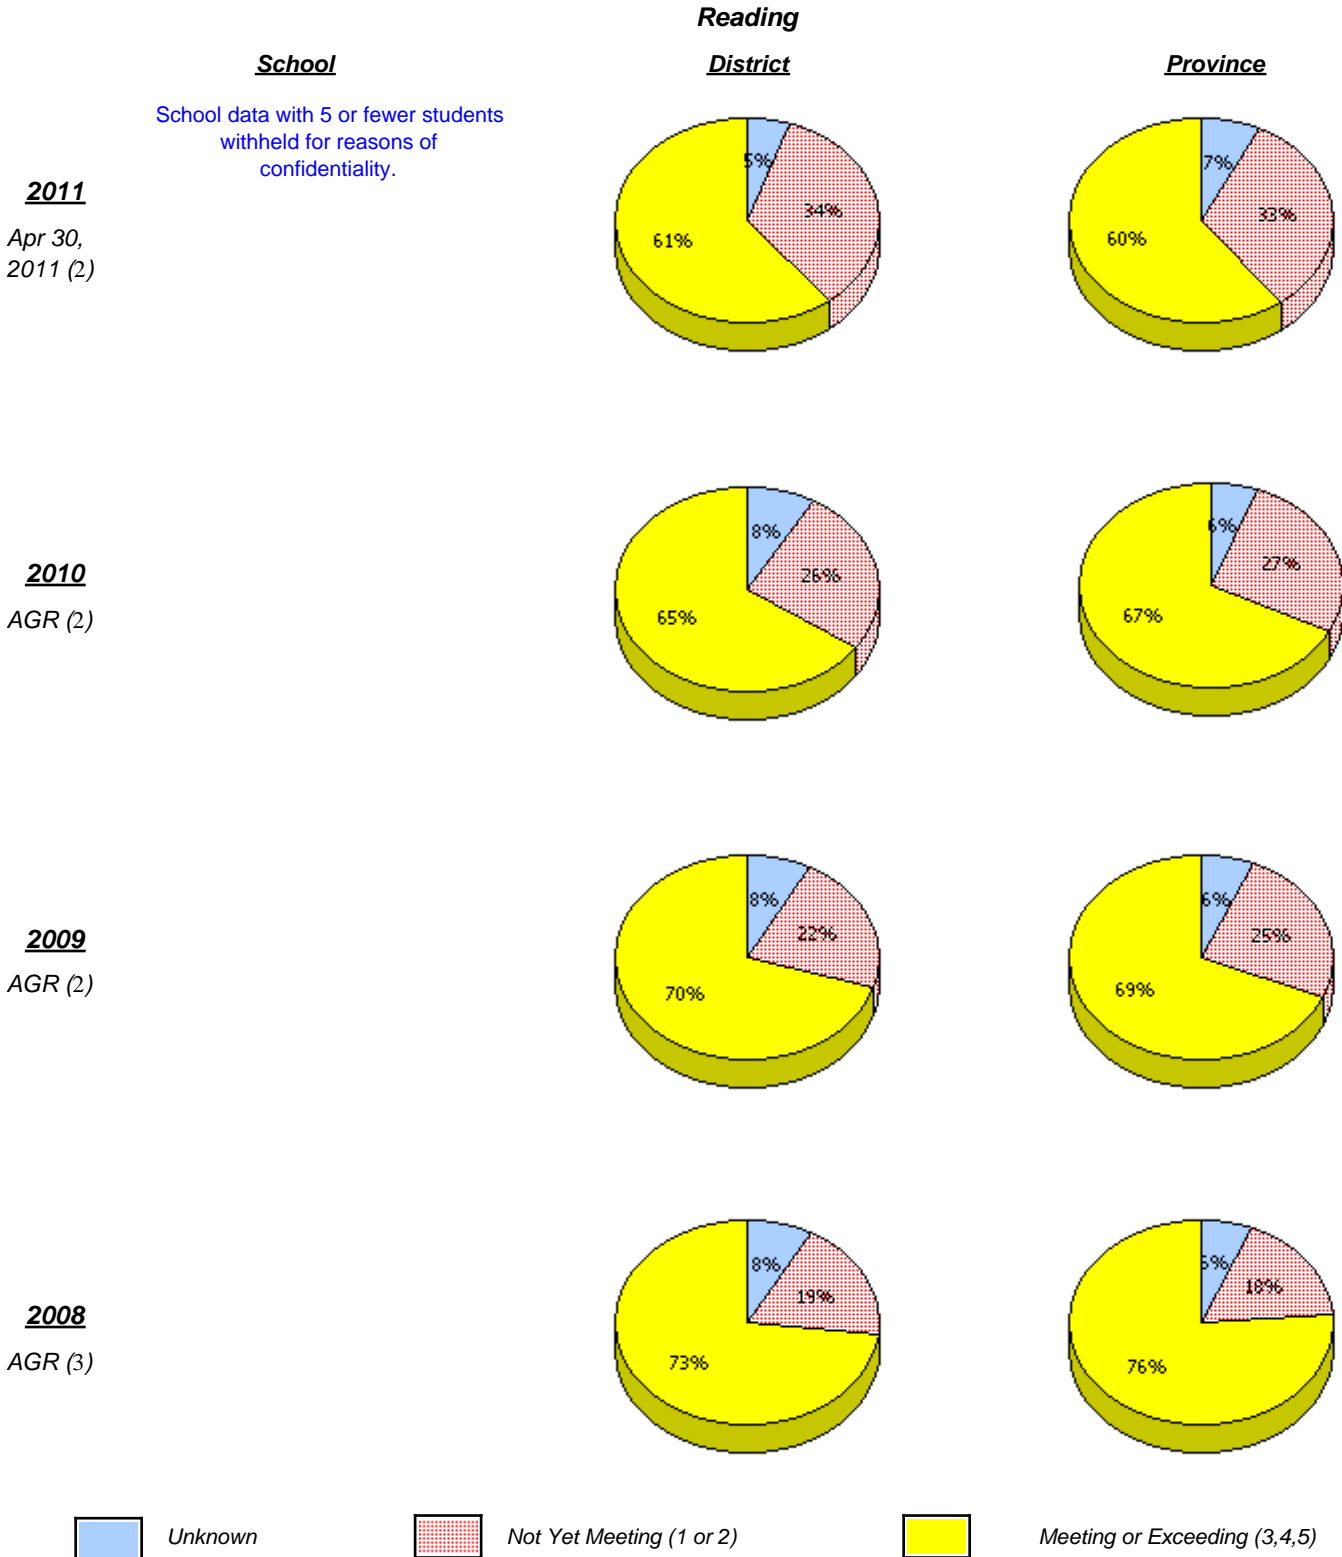 Reading
School
District
Province
School data with 5 or fewer students
withheld for reasons of
confidentiality.
2011
Apr 30,
2011 (2)
5%
34%
61%
7%
33%
60%
2010
AGR (2)
8%
26%
65%
6%
27%
67%
2009
AGR (2)
8%
22%
70%
6%
25%
69%
2008
AGR (3)
8%
19%
73%
18%
76%
Unknown
Not Yet Meeting (1 or 2)
Meeting or Exceeding (3,4,5)